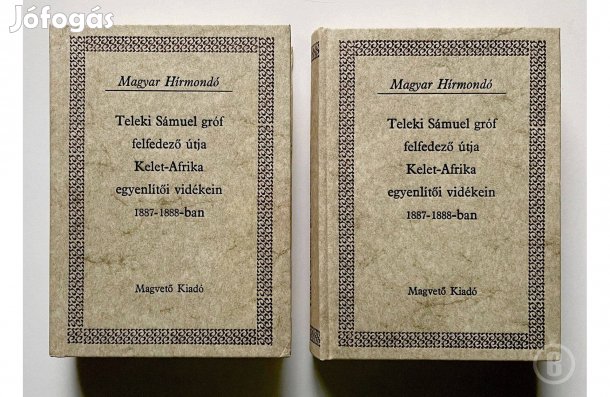 Jófogás
Magyar Hírmondó
Teleki Sámuel gróf
felfedező útja
Kelet-Afrika
egyenlítői vidékein
1887-1888-ban
Magvető Kiadó
Magyar Hírmondó
Teleki Sámuel gróf
felfedező útja
Kelet-Afrika
egyenlítői vidékein
1887-1888-ban
Magvető Kiadó
B